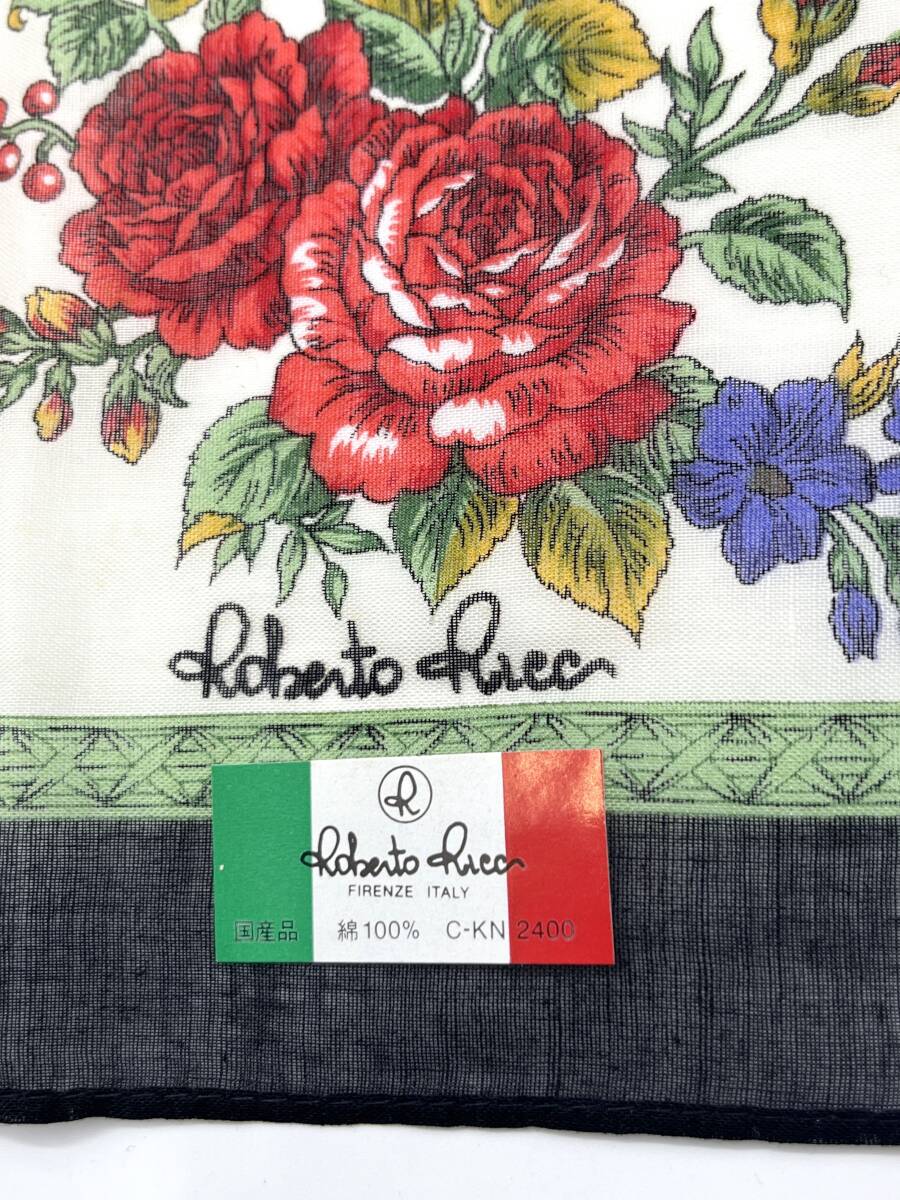 Roberto Ricci
R
Roberto Ricci
FIRENZE ITALY
国産品 綿100% C-KN 2400